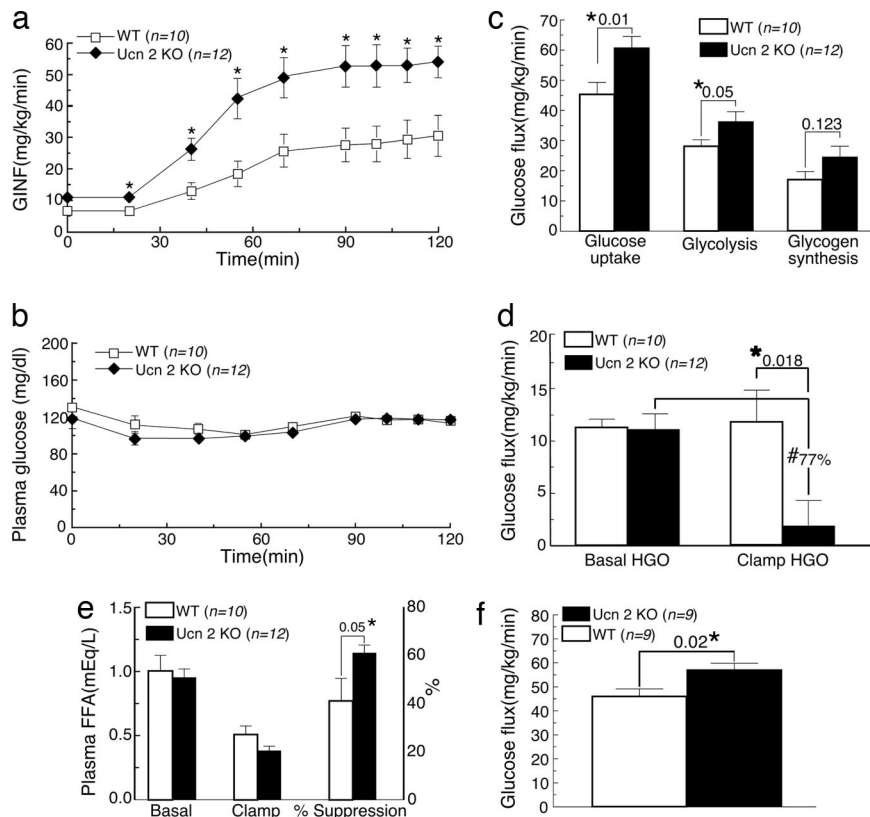 a
WT (n=10)
Ucn 2 KO (n=12)
GINF(mg/kg/min)
60
50
40
30
20
10
0
* * * * * * * * *
0 30 60 90 120
Time(min)
b
WT (n=10)
Ucn 2 KO (n=12)
Plasma glucose (mg/dl)
200
160
120
80
40
0
0 30 60 90 120
Time(min)
c
WT (n=10)
Ucn 2 KO (n=12)
Glucose flux(mg/kg/min)
70
60
50
40
30
20
10
0
*0.01
*0.05
0.123
Glucose uptake
Glycolysis
Glycogen synthesis
d
WT (n=10)
Ucn 2 KO (n=12)
Glucose flux(mg/kg/min)
20
15
10
5
0
*0.018
#77%
Basal HGO
Clamp HGO
e
WT (n=10)
Ucn 2 KO (n=12)
Plasma FFA(mEq/L)
1.5
1.0
0.5
0.0
0.05 *
80
60
40
20
0
%
Basal
Clamp
% Suppression
f
Ucn 2 KO (n=9)
WT (n=9)
Glucose flux(mg/kg/min)
80
70
60
50
40
30
20
10
0
0.02*